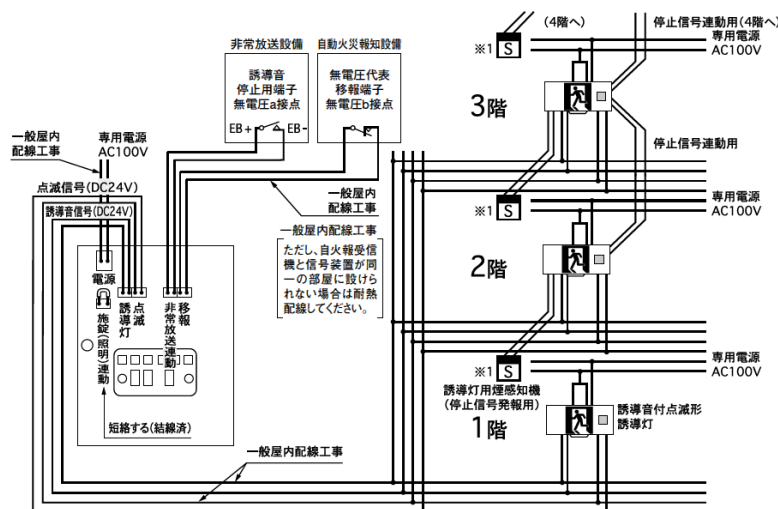 非常放送設備
自動火災報知設備
誘導音
停止用端子
無電圧a接点
EB+
EB-
無電圧代表
移報端子
無電圧b接点
一般屋内
配線工事
専用電源
AC100V
点滅信号(DC24V)
誘導音信号(DC24V)
一般屋内
配線工事
一般屋内配線工事
ただし、自火報受信
機と信号装置が同
一の部屋に設けら
れない場合は耐熱
配線してください。
電源
誘導灯
点滅
非常放送連動
移報
施錠(照明)連動
短絡する(結線済)
一般屋内配線工事
(4階へ)
停止信号連動用(4階へ)
※1
S
専用電源
AC100V
3階
停止信号連動用
※1
S
専用電源
AC100V
2階
※1
S
専用電源
AC100V
誘導灯用煙感知機
(停止信号発報用)
1階
誘導音付点滅形
誘導灯